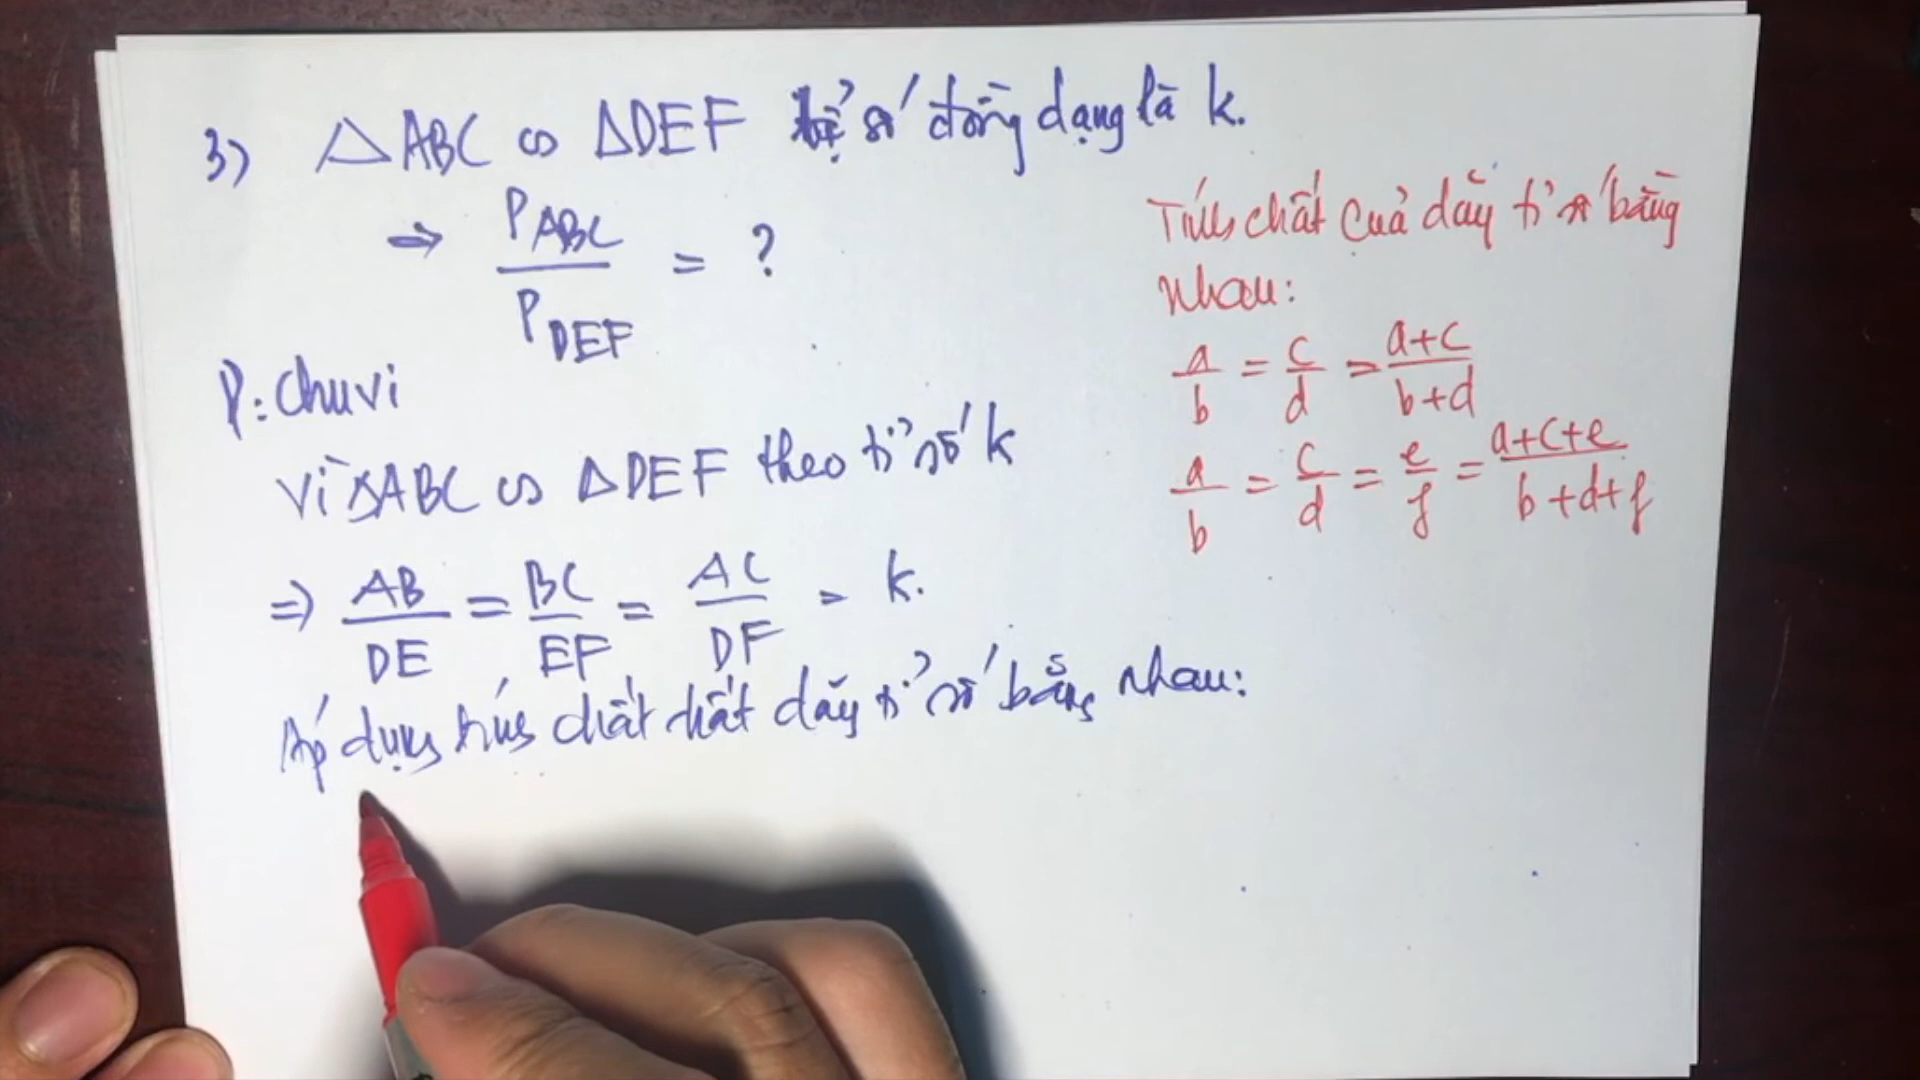 3) △ABC ∽ △DEF tỉ số đồng dạng là k.
⇒ P_ABC / P_DEF = ?
P: chu vi
Vì △ABC ∽ △DEF theo tỉ số k
⇒ AB/DE = BC/EF = AC/DF = k.
Áp dụng tính chất chất dãy tỉ số bằng nhau:
Tính chất của dãy tỉ số bằng
nhau:
a/b = c/d = a+c/b+d
a/b = c/d = e/f = a+c+e/b+d+f